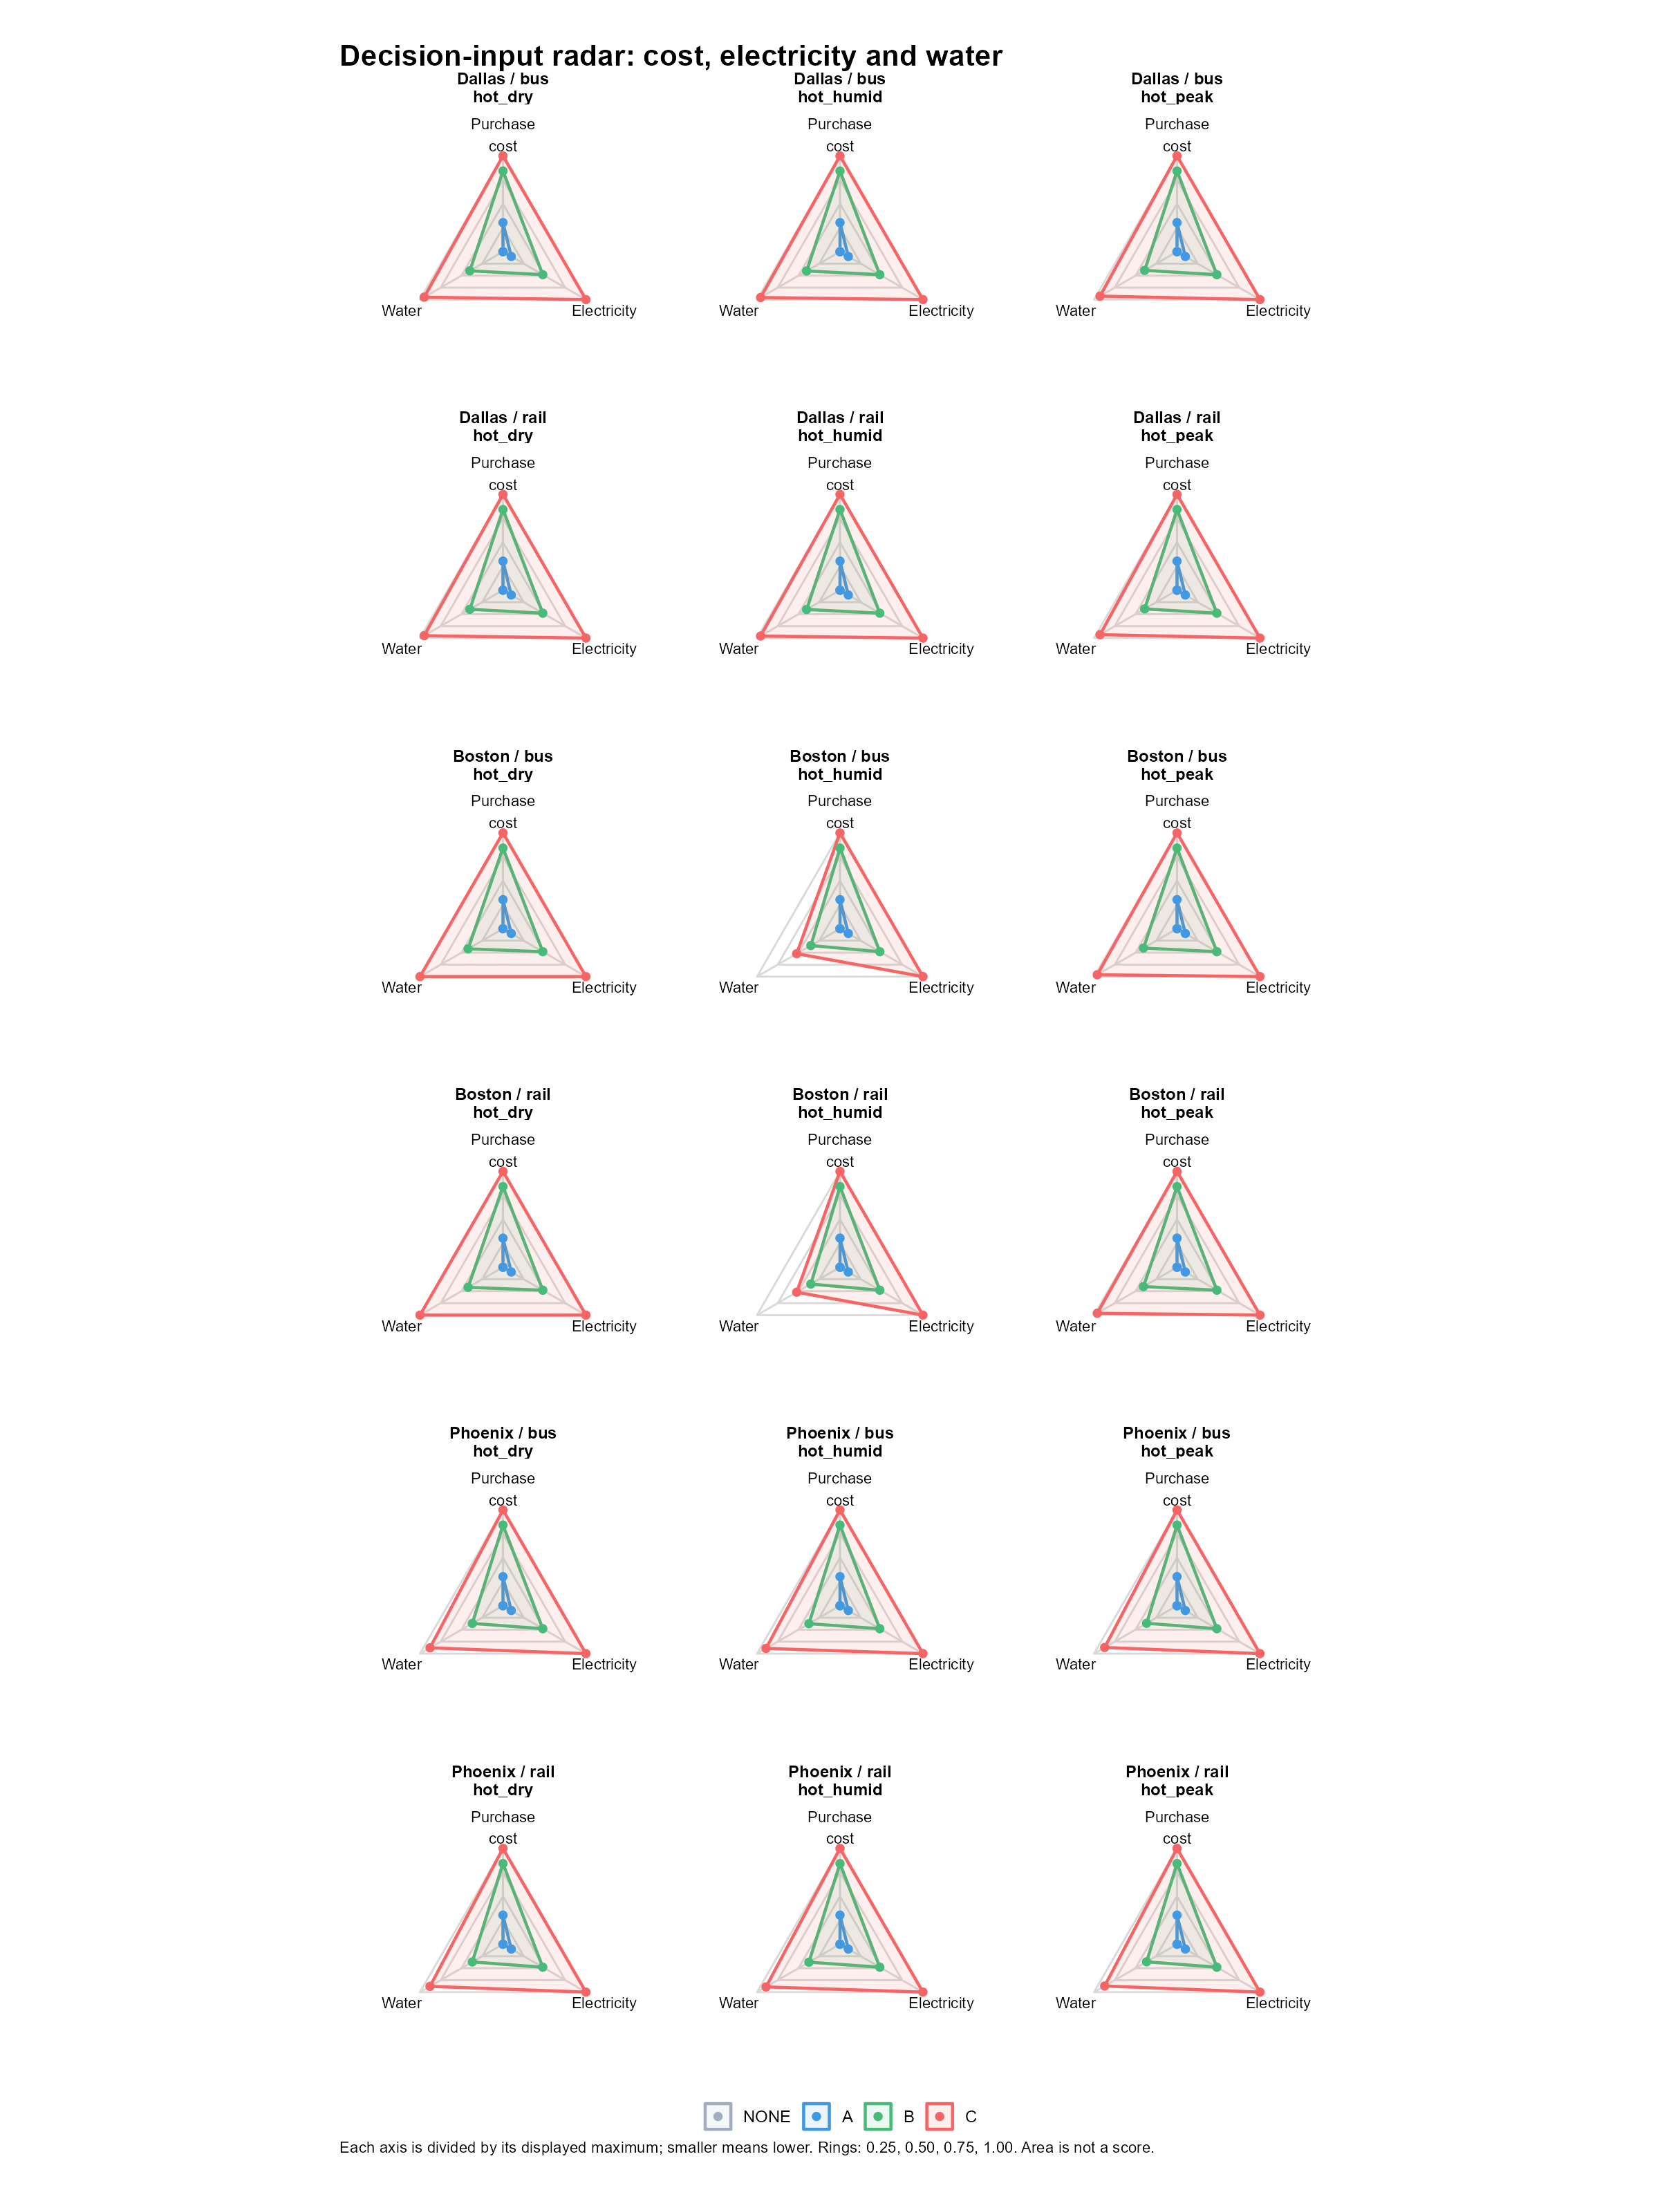 Decision-input radar: cost, electricity and water
Dallas / bus
hot_dry
Purchase
cost
Water
Electricity
Dallas / bus
hot_humid
Purchase
cost
Water
Electricity
Dallas / bus
hot_peak
Purchase
cost
Water
Electricity
Dallas / rail
hot_dry
Purchase
cost
Water
Electricity
Dallas / rail
hot_humid
Purchase
cost
Water
Electricity
Dallas / rail
hot_peak
Purchase
cost
Water
Electricity
Boston / bus
hot_dry
Purchase
cost
Water
Electricity
Boston / bus
hot_humid
Purchase
cost
Water
Electricity
Boston / bus
hot_peak
Purchase
cost
Water
Electricity
Boston / rail
hot_dry
Purchase
cost
Water
Electricity
Boston / rail
hot_humid
Purchase
cost
Water
Electricity
Boston / rail
hot_peak
Purchase
cost
Water
Electricity
Phoenix / bus
hot_dry
Purchase
cost
Water
Electricity
Phoenix / bus
hot_humid
Purchase
cost
Water
Electricity
Phoenix / bus
hot_peak
Purchase
cost
Water
Electricity
Phoenix / rail
hot_dry
Purchase
cost
Water
Electricity
Phoenix / rail
hot_humid
Purchase
cost
Water
Electricity
Phoenix / rail
hot_peak
Purchase
cost
Water
Electricity
NONE A B C
Each axis is divided by its displayed maximum; smaller means lower. Rings: 0.25, 0.50, 0.75, 1.00. Area is not a score.